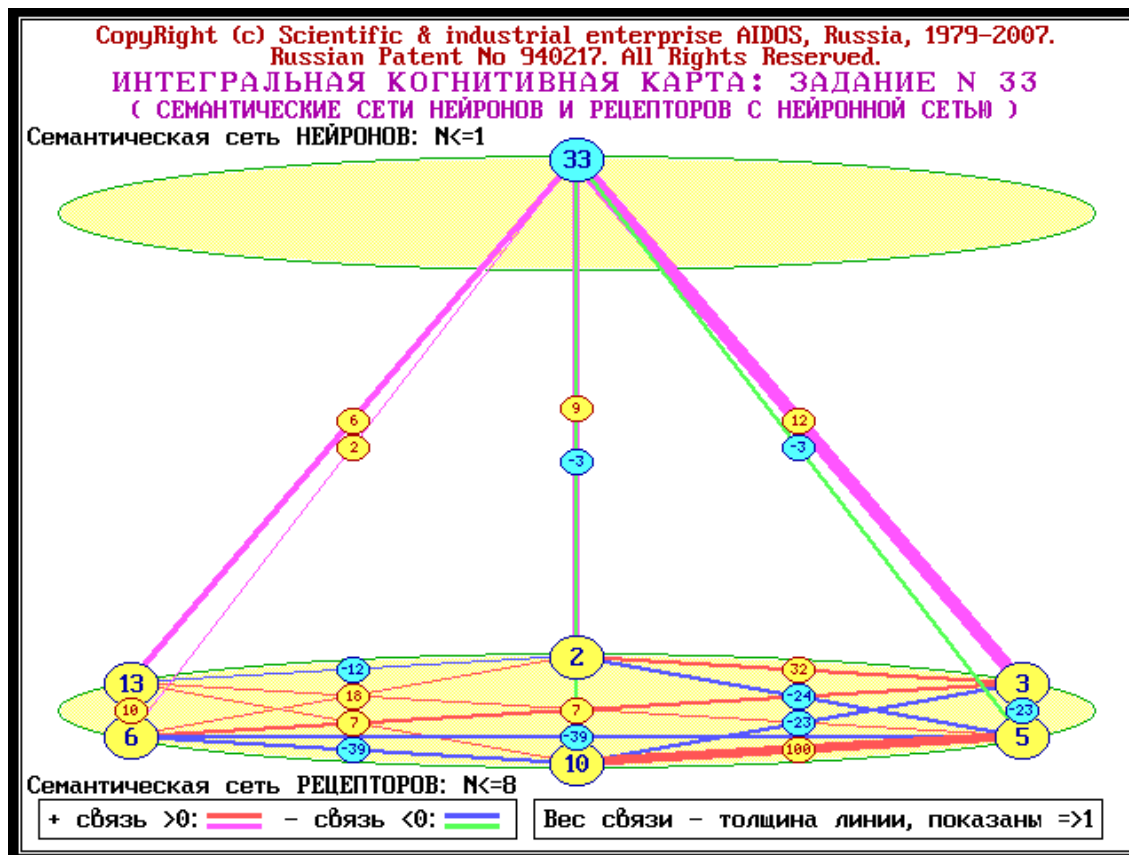 CopyRight (c) Scientific & industrial enterprise AIDOS, Russia, 1979-2007.
Russian Patent No 940217. All Rights Reserved.
ИНТЕГРАЛЬНАЯ КОГНИТИВНАЯ КАРТА: ЗАДАНИЕ N 33
( СЕМАНТИЧЕСКИЕ СЕТИ НЕЙРОНОВ И РЕЦЕПТОРОВ С НЕЙРОННОЙ СЕТЬЮ )
Семантическая сеть НЕЙРОНОВ: N<=1
33
6 9 12
2 -3 -3
2
13 -12 32 3
18 -24
10 7 -23
7 -23
6 -39 5
-39 100
10
Семантическая сеть РЕЦЕПТОРОВ: N<=8
+ связь >0: - связь <0:
Вес связи - толщина линии, показаны =>1